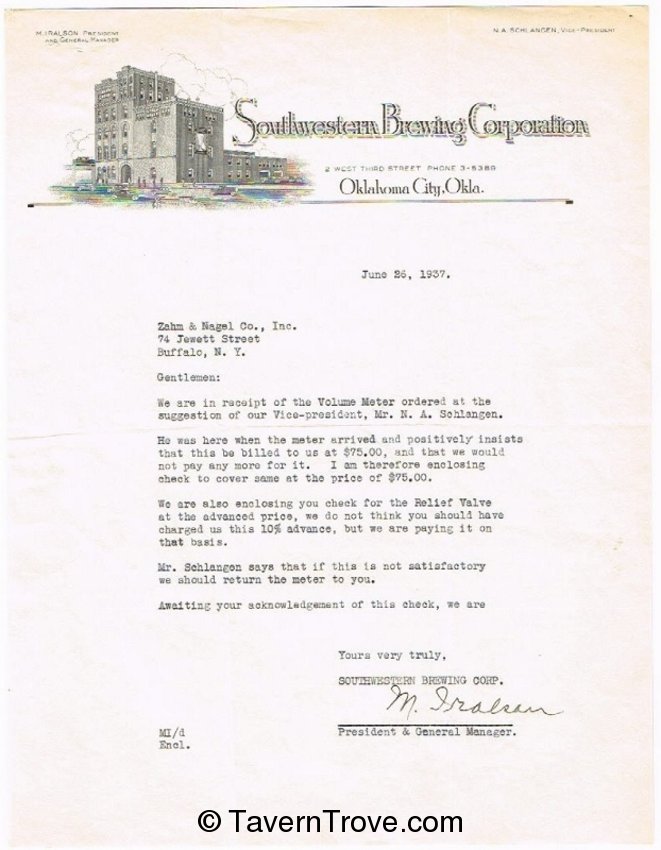 M. IRALSON, PRESIDENT
AND GENERAL MANAGER
N. A. SCHLANGEN, VICE-PRESIDENT
Southwestern Brewing Corporation
2 WEST THIRD STREET PHONE 3-5389
Oklahoma City, Okla.
June 26, 1937.
Zahm & Nagel Co., Inc.
74 Jewett Street
Buffalo, N. Y.
Gentlemen:
We are in receipt of the Volume Meter ordered at the
suggestion of our Vice-president, Mr. N. A. Schlangen.
He was here when the meter arrived and positively insists
that this be billed to us at $75.00, and that we would
not pay any more for it. I am therefore enclosing
check to cover same at the price of $75.00.
We are also enclosing you check for the Relief Valve
at the advanced price, we do not think you should have
charged us this 10% advance, but we are paying it on
that basis.
Mr. Schlangen says that if this is not satisfactory
we should return the meter to you.
Awaiting your acknowledgement of this check, we are
Yours very truly,
SOUTHWESTERN BREWING CORP.
M. Iralson
President & General Manager.
MI/d
Encl.
© TavernTrove.com